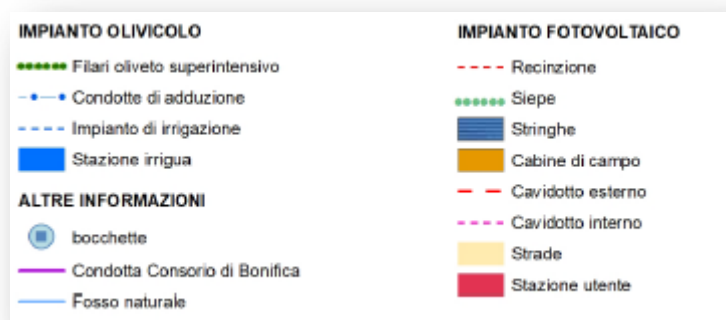 IMPIANTO OLIVICOLO
Filari oliveto superintensivo
Condotte di adduzione
Impianto di irrigazione
Stazione irrigua
ALTRE INFORMAZIONI
bocchette
Condotta Consorio di Bonifica
Fosso naturale
IMPIANTO FOTOVOLTAICO
Recinzione
Siepe
Stringhe
Cabine di campo
Cavidotto esterno
Cavidotto interno
Strade
Stazione utente